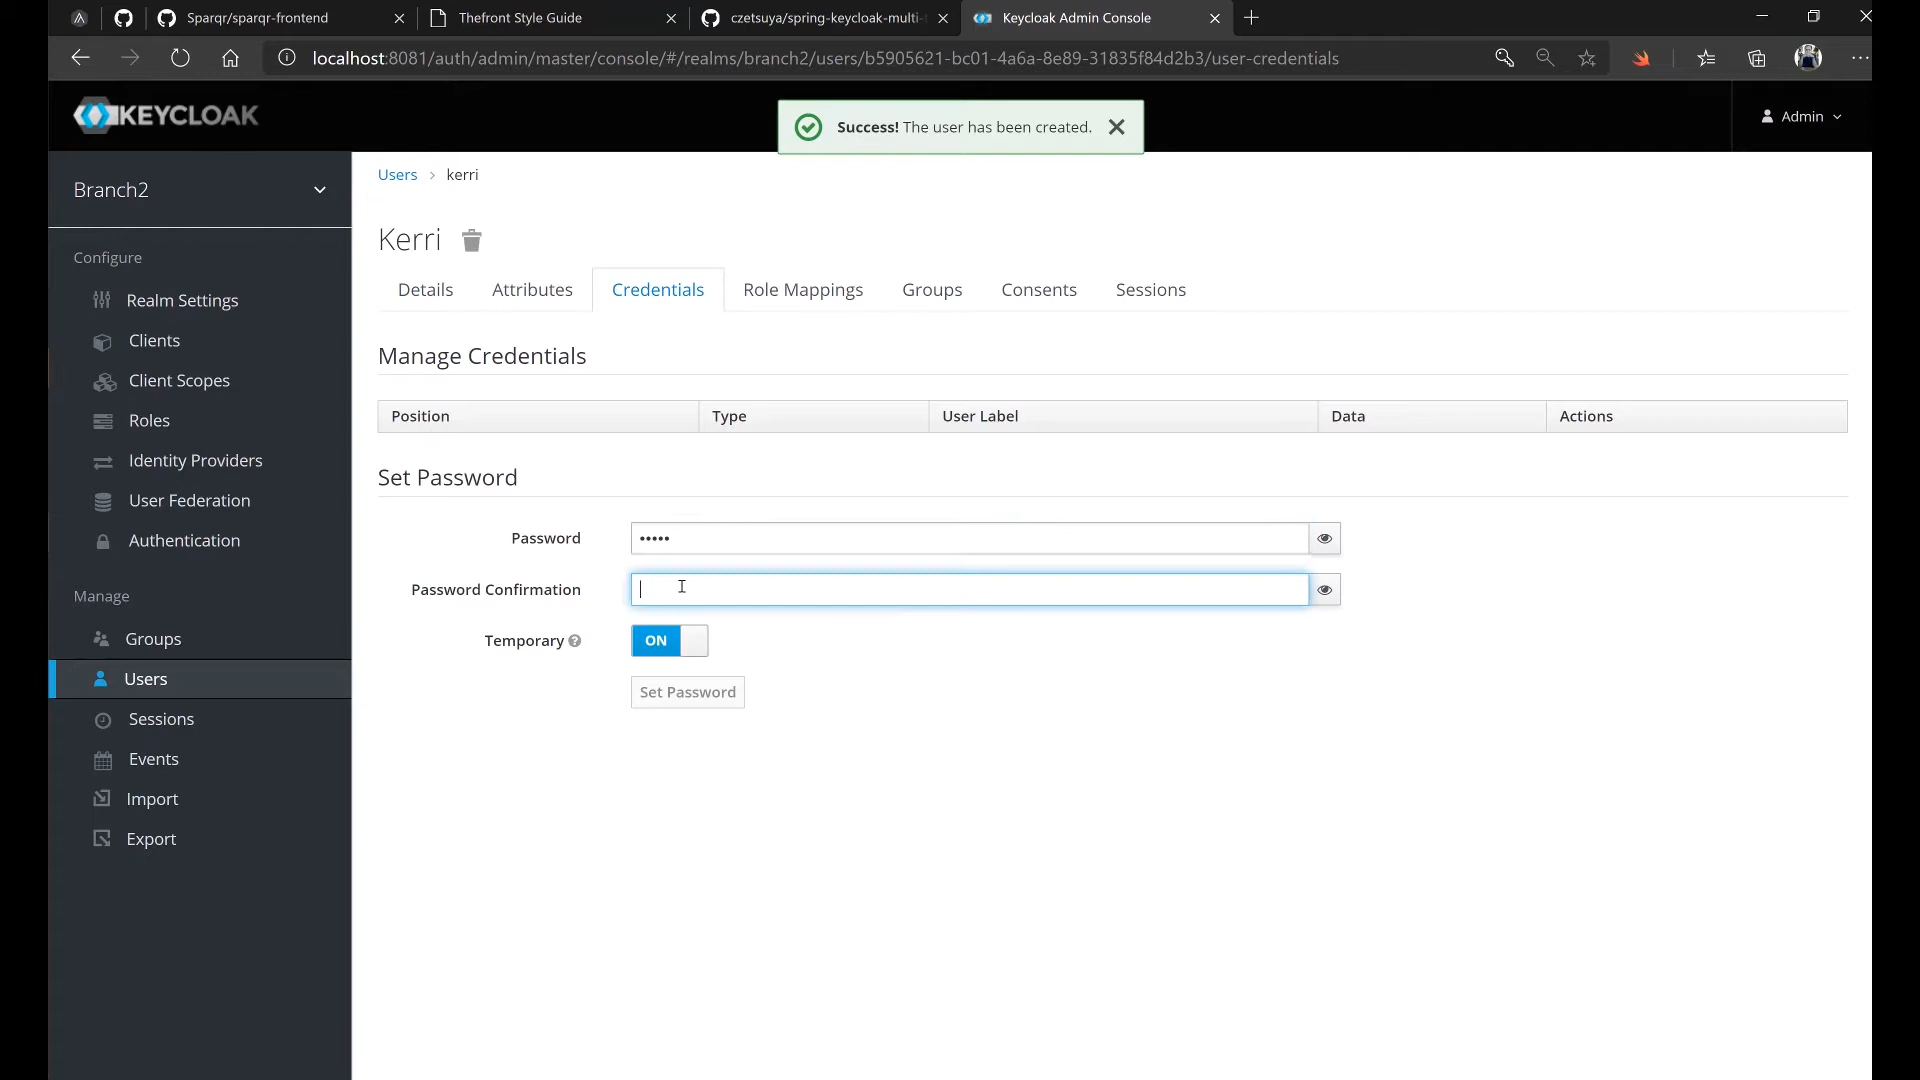 Sparqr/sparqr-frontend
Thefront Style Guide
czetsuya/spring-keycloak-multi-
Keycloak Admin Console
localhost:8081/auth/admin/master/console/#/realms/branch2/users/b5905621-bc01-4a6a-8e89-31835f84d2b3/user-credentials
KEYCLOAK
Success! The user has been created.
Admin
Branch2
Configure
Realm Settings
Clients
Client Scopes
Roles
Identity Providers
User Federation
Authentication
Manage
Groups
Users
Sessions
Events
Import
Export
Users > kerri
Kerri
Details Attributes Credentials Role Mappings Groups Consents Sessions
Manage Credentials
Position Type User Label Data Actions
Set Password
Password •••••
Password Confirmation
Temporary ON
Set Password